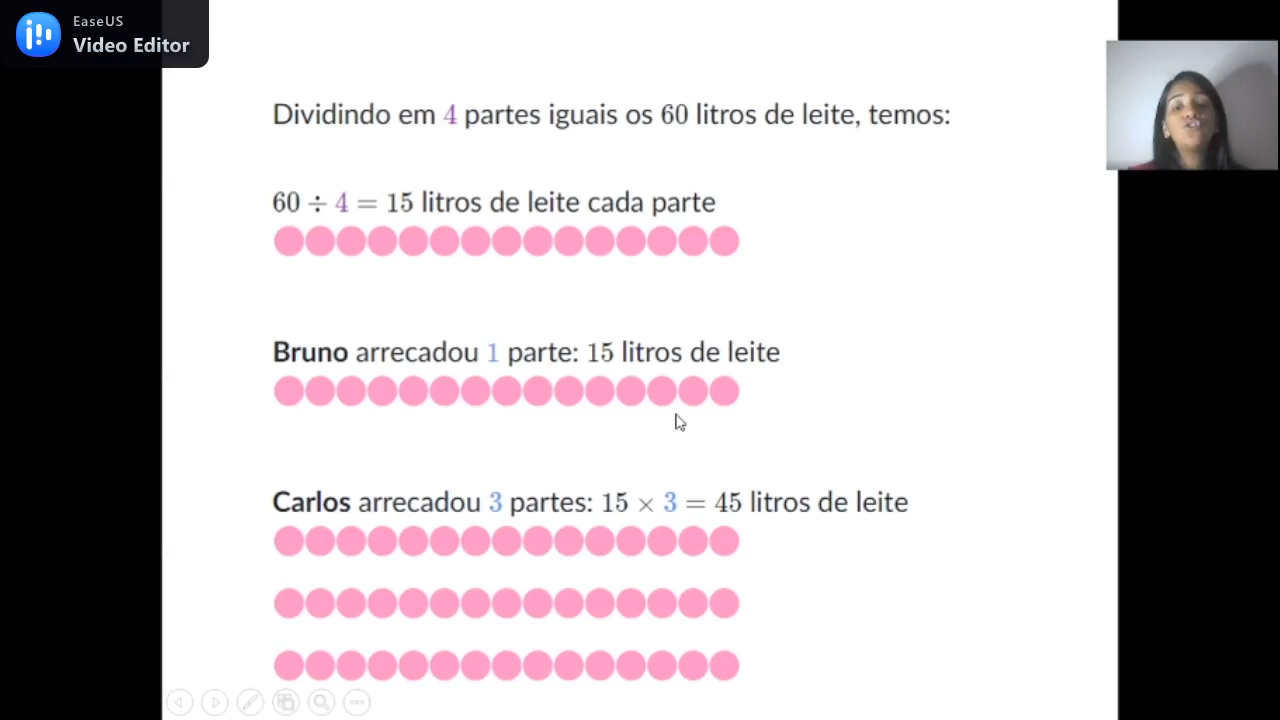 EaseUS
Video Editor
Dividindo em 4 partes iguais os 60 litros de leite, temos:
60 ÷ 4 = 15 litros de leite cada parte
Bruno arrecadou 1 parte: 15 litros de leite
Carlos arrecadou 3 partes: 15 × 3 = 45 litros de leite